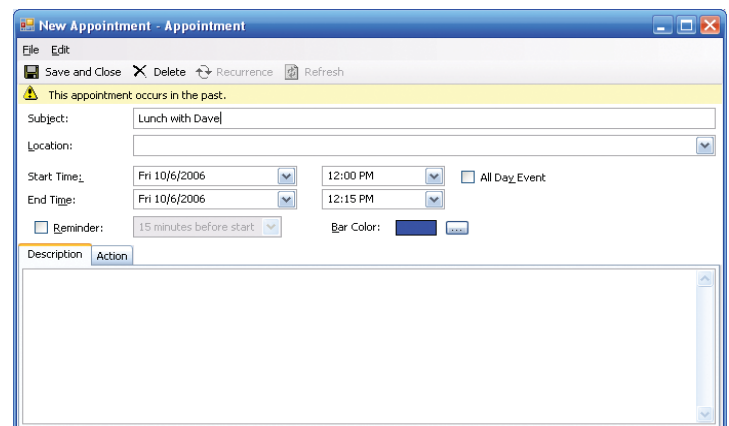 New Appointment - Appointment
File Edit
Save and Close Delete Recurrence Refresh
This appointment occurs in the past.
Subject: Lunch with Dave
Location:
Start Time: Fri 10/6/2006 12:00 PM All Day Event
End Time: Fri 10/6/2006 12:15 PM
Reminder: 15 minutes before start Bar Color: ...
Description Action